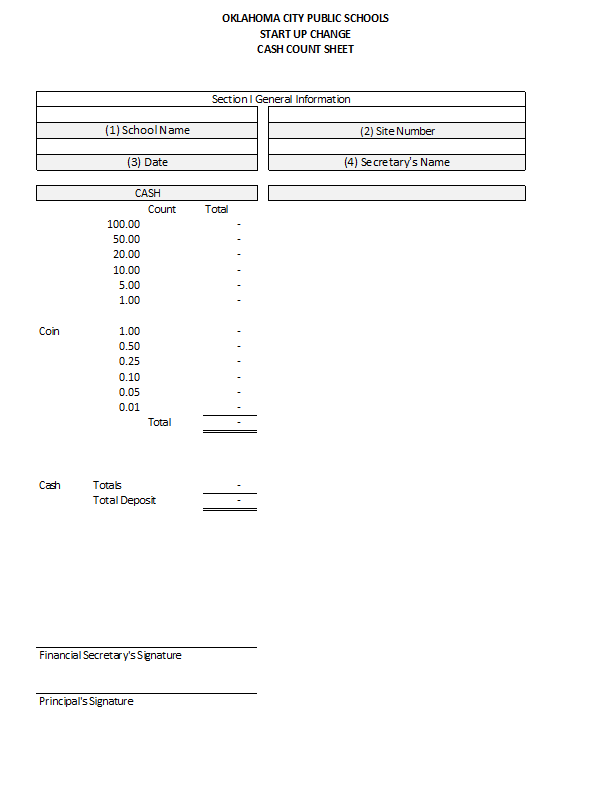 OKLAHOMA CITY PUBLIC SCHOOLS
START UP CHANGE
CASH COUNT SHEET
Section I General Information
(1) School Name (2) Site Number
(3) Date (4) Secretary's Name
CASH
Count Total
100.00 -
50.00 -
20.00 -
10.00 -
5.00 -
1.00 -
Coin 1.00 -
0.50 -
0.25 -
0.10 -
0.05 -
0.01 -
Total -
Cash Totals -
Total Deposit -
Financial Secretary's Signature
Principal's Signature